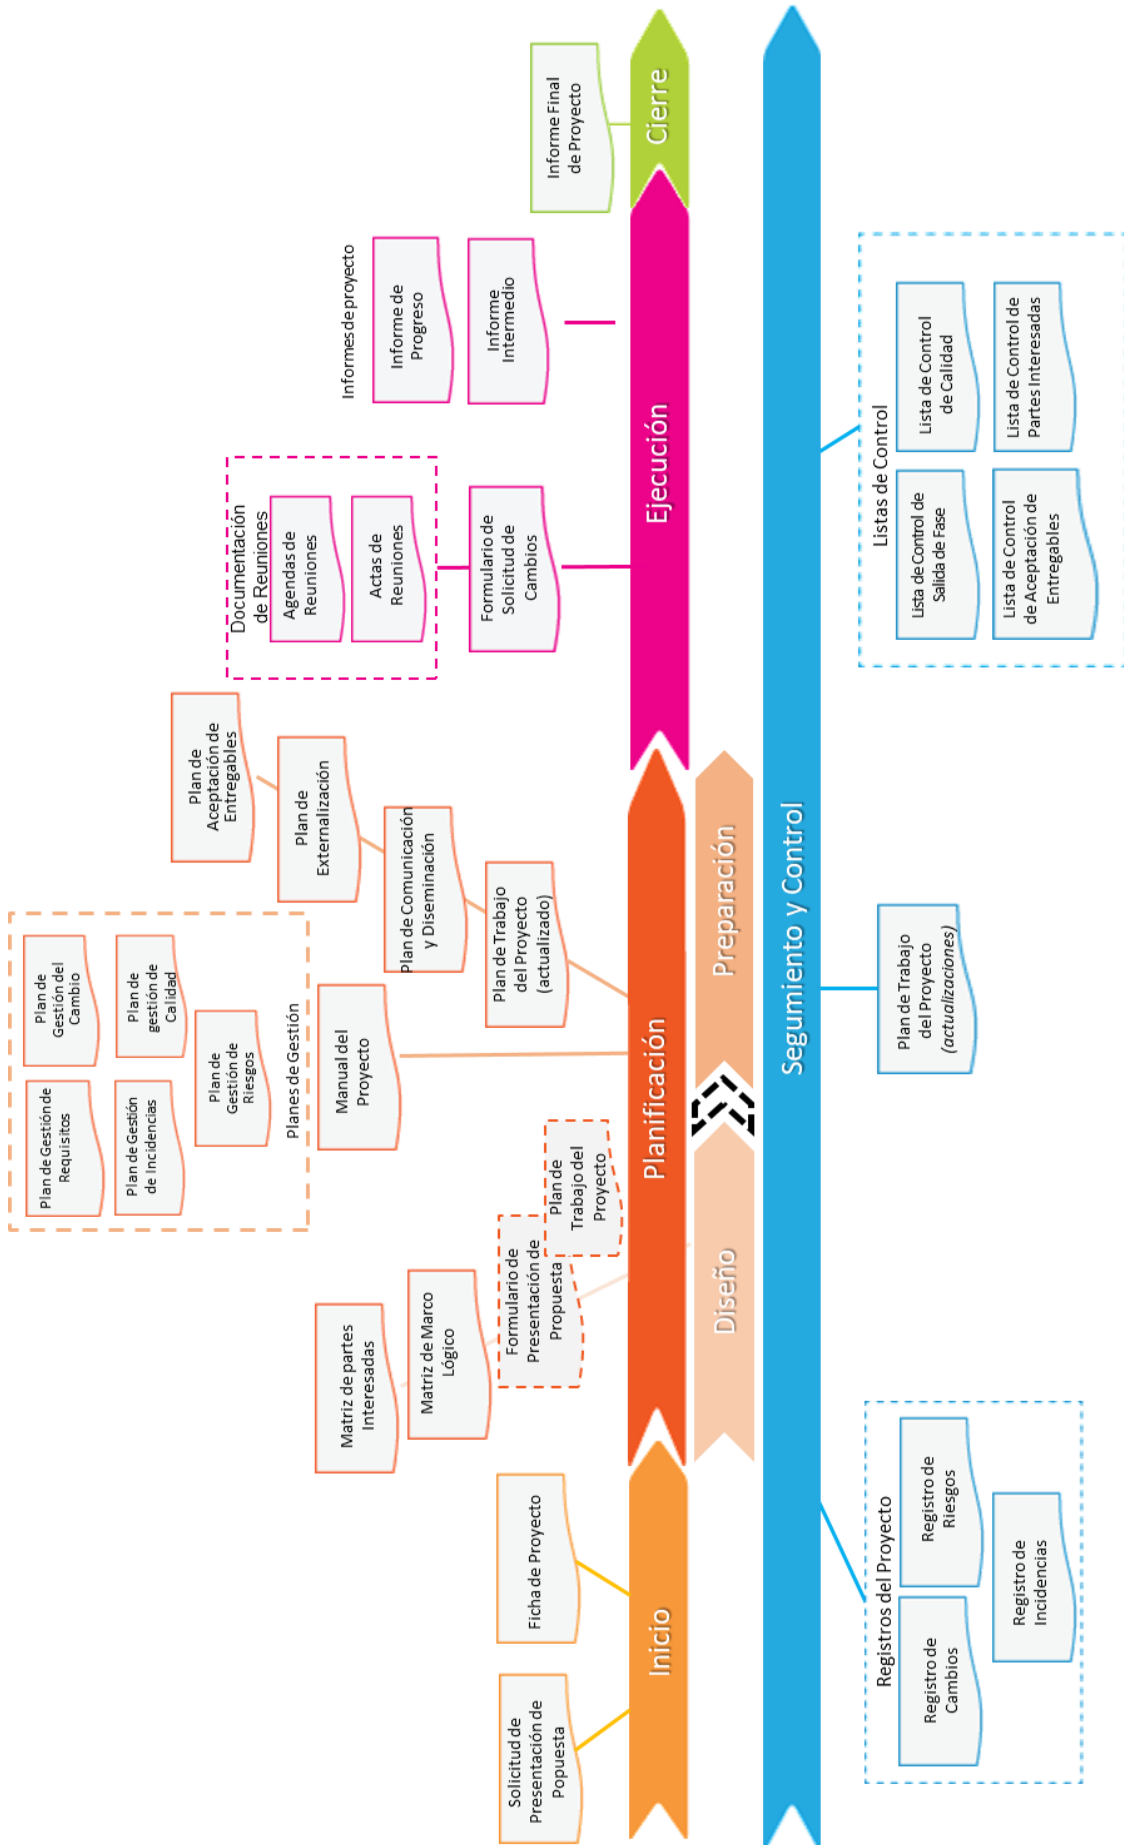 Solicitud de
Presentación de
Popuesta
Ficha de Proyecto
Inicio
Matriz de partes
Interesadas
Matriz de Marco
Lógico
Formulario de
Presentación de
Propuesta
Plan de
Trabajo del
Proyecto
Plan de Gestión de
Requisitos
Plan de
Gestión del
Cambio
Plan de Gestión
de Incidencias
Plan de
gestión de
Calidad
Plan de
Gestión de
Riesgos
Planes de Gestión
Manual del
Proyecto
Plan de
Aceptación de
Entregables
Plan de
Externalización
Plan de Comunicación
y Diseminación
Plan de Trabajo
del Proyecto
(actualizado)
Planificación
Diseño
Preparación
Documentación
de Reuniones
Agendas de
Reuniones
Actas de
Reuniones
Formulario de
Solicitud de
Cambios
Informes de proyecto
Informe de
Progreso
Informe
Intermedio
Ejecución
Informe Final
de Proyecto
Cierre
Segumiento y Control
Registros del Proyecto
Registro de
Cambios
Registro de
Riesgos
Registro de
Incidencias
Plan de Trabajo
del Proyecto
(actualizaciones)
Listas de Control
Lista de Control de
Salida de Fase
Lista de Control
de Calidad
Lista de Control
de Aceptación de
Entregables
Lista de Control de
Partes Interesadas